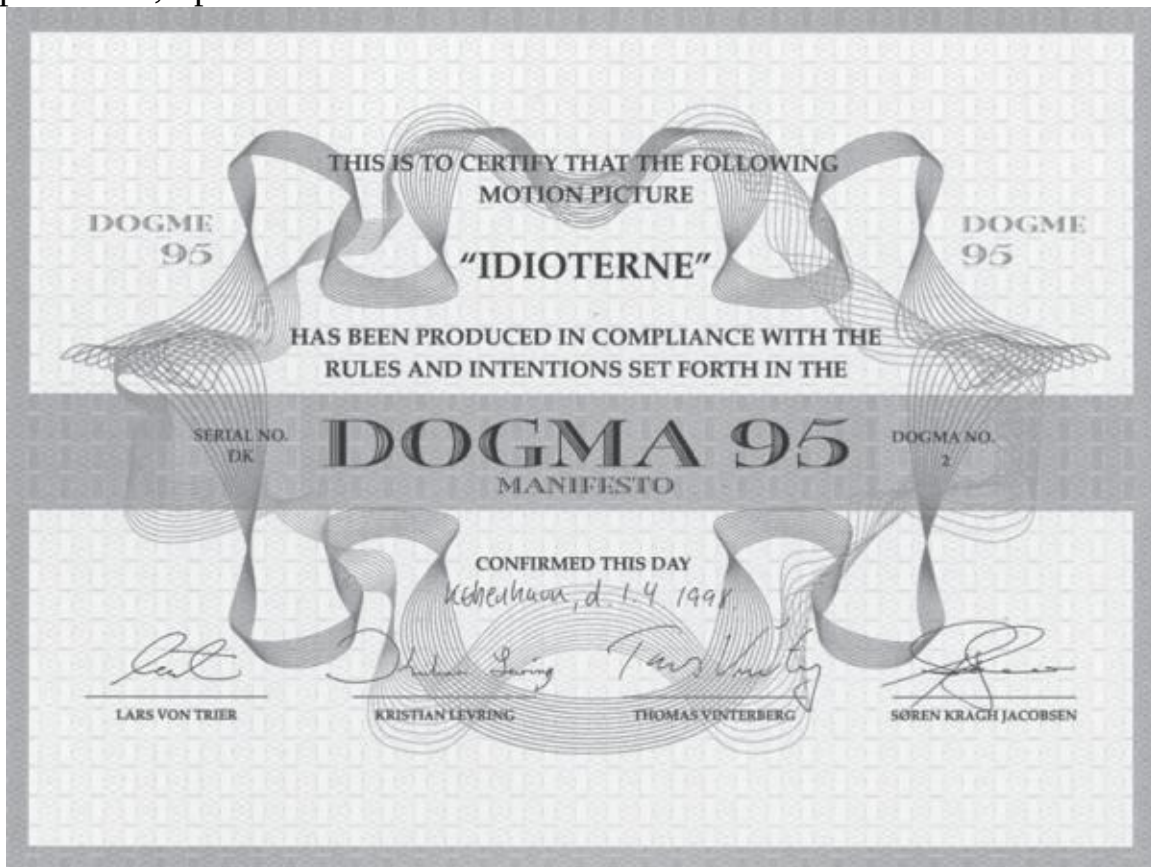 THIS IS TO CERTIFY THAT THE FOLLOWING
MOTION PICTURE
DOGME
95
DOGME
95
“IDIOTERNE”
HAS BEEN PRODUCED IN COMPLIANCE WITH THE
RULES AND INTENTIONS SET FORTH IN THE
SERIAL NO.
DK
DOGMA 95
MANIFESTO
DOGMA NO.
2
CONFIRMED THIS DAY
København, d. 1.4 1998.
LARS VON TRIER
KRISTIAN LEVRING
THOMAS VINTERBERG
SØREN KRAGH JACOBSEN